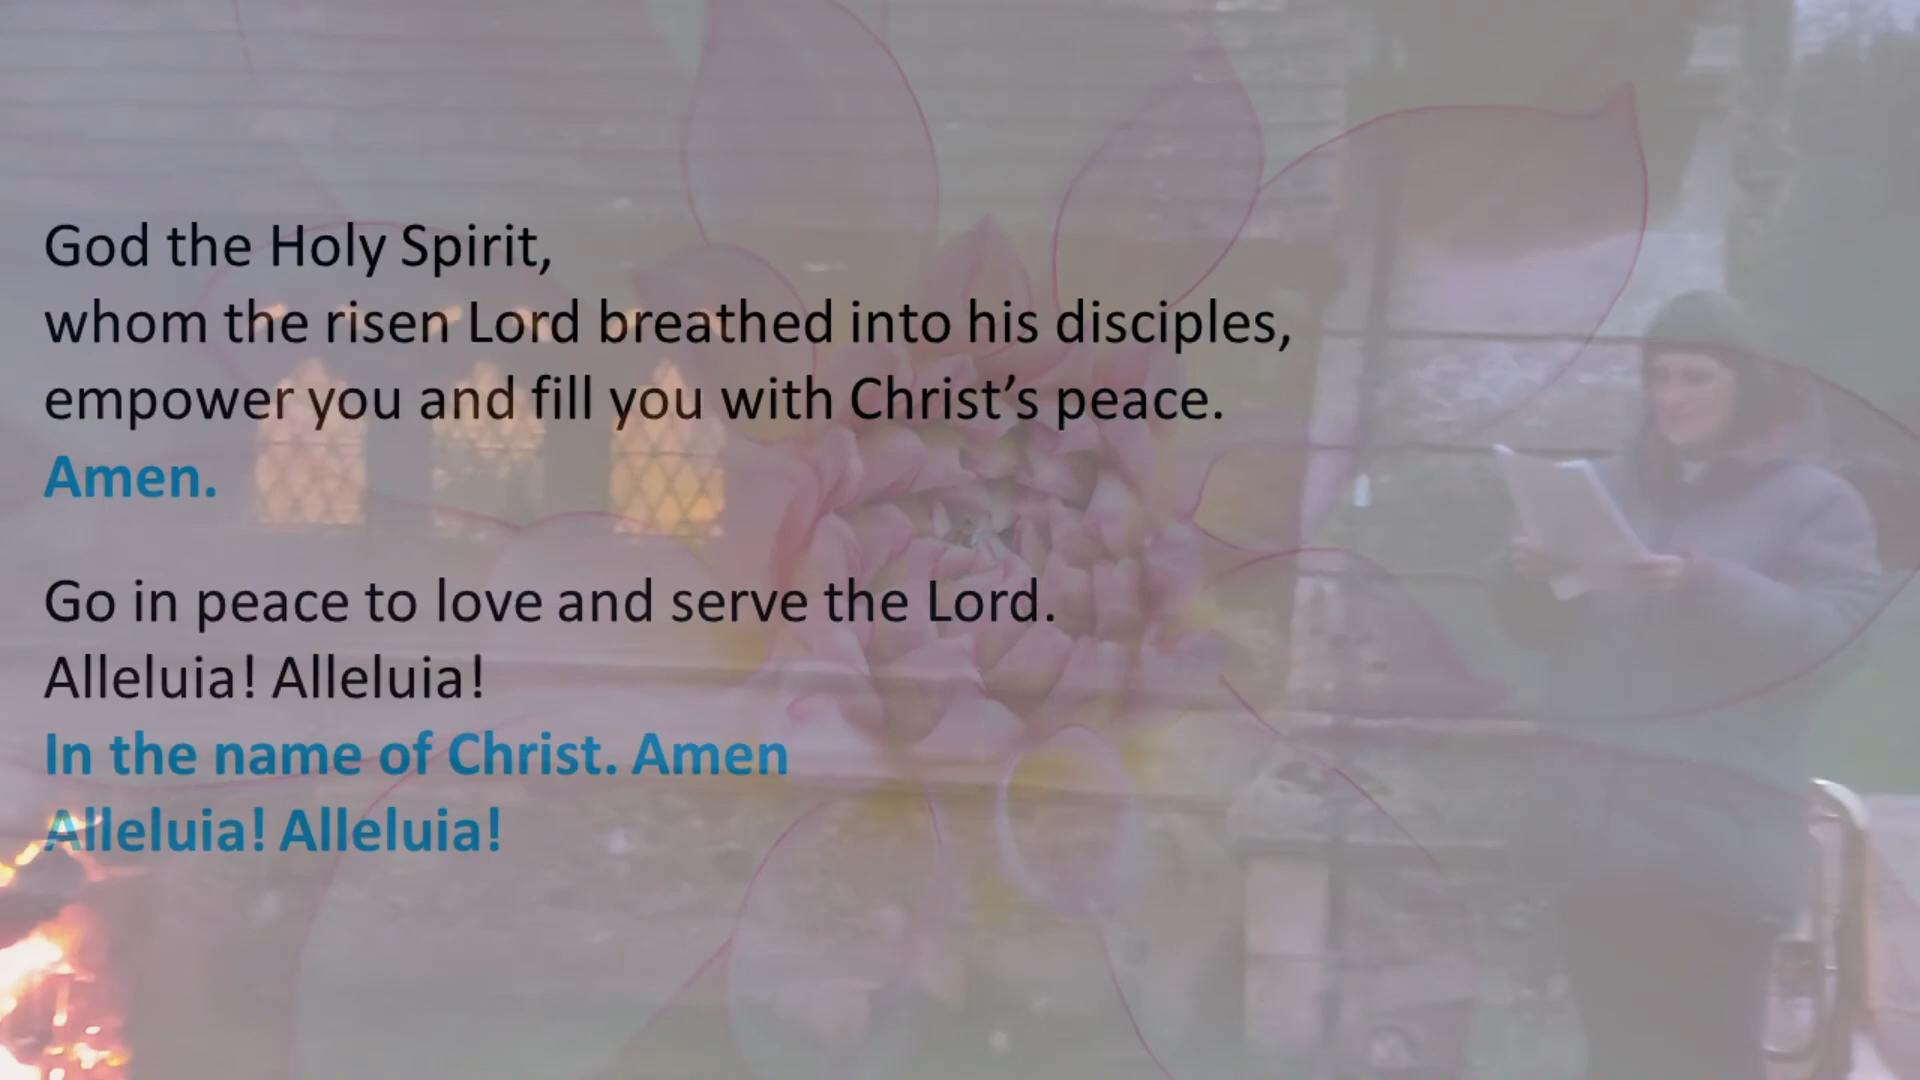 God the Holy Spirit,
whom the risen Lord breathed into his disciples,
empower you and fill you with Christ’s peace.
Amen.
Go in peace to love and serve the Lord.
Alleluia! Alleluia!
In the name of Christ. Amen
Alleluia! Alleluia!